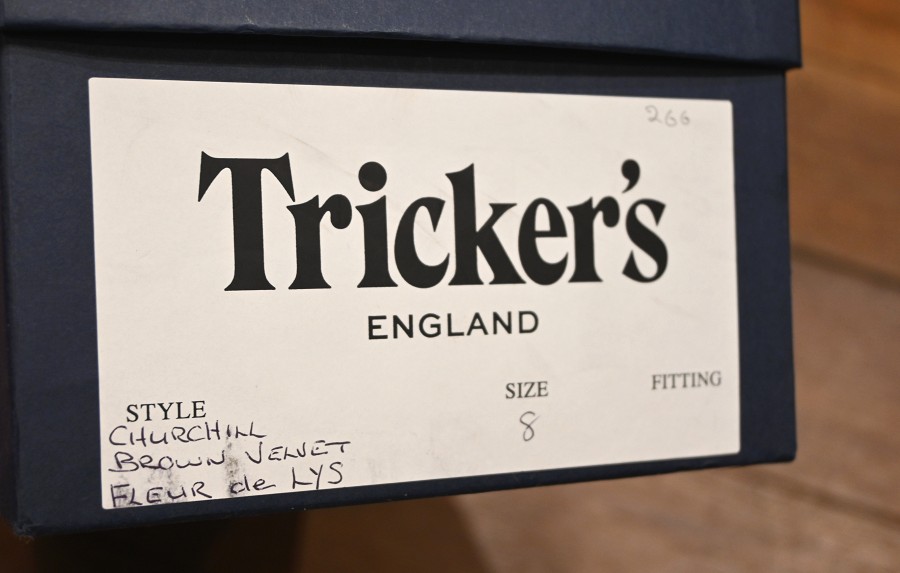 266
Tricker's
ENGLAND
STYLE SIZE FITTING
CHURCHILL 8
BROWN VELVET
FLEUR de LYS